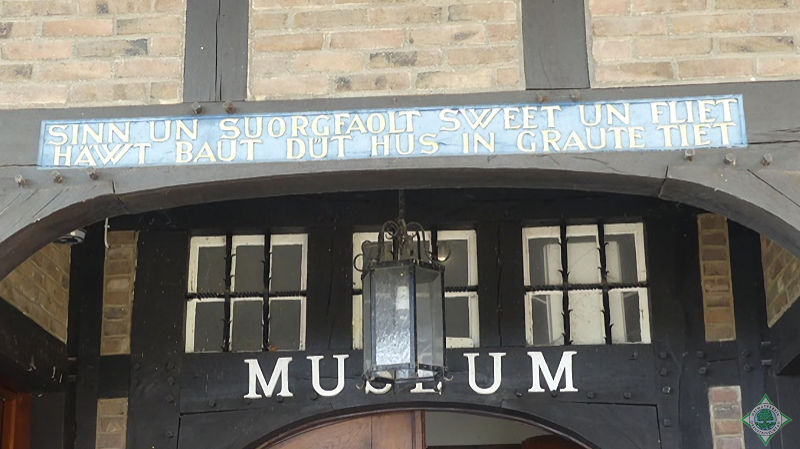 SINN UN SUORGFAOLT SWEET UN FLIET
HÄWT BAUT DÜT HUS IN GRAUTE TIET
MUSEUM